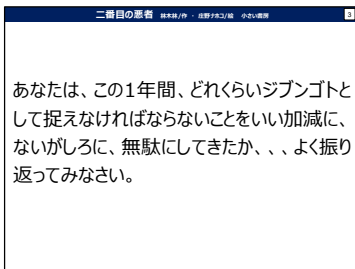 二番目の悪者 林木林/作 ・ 庄野ナホコ/絵 小さい書房
3
あなたは、この1年間、どれくらいジブンゴトと
して捉えなければならないことをいい加減に、
ないがしろに、無駄にしてきたか、、、よく振り
返ってみなさい。